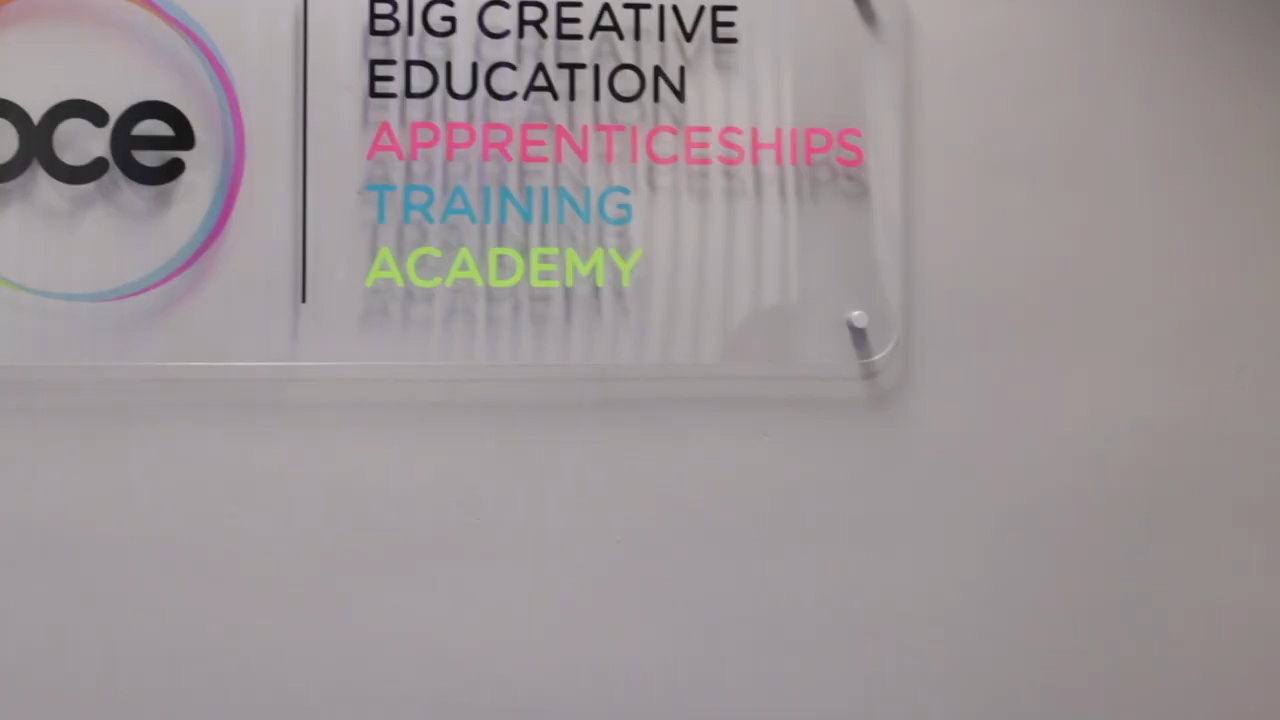 bce
BIG CREATIVE
EDUCATION
APPRENTICESHIPS
TRAINING
ACADEMY